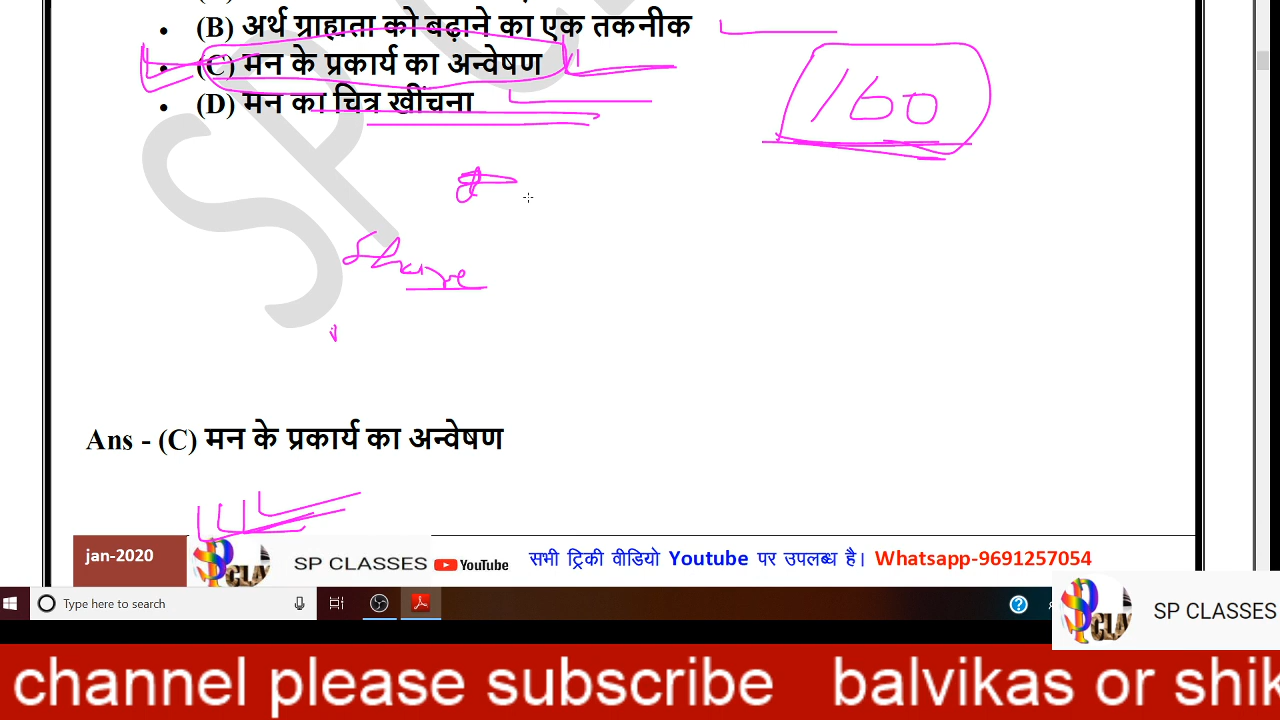 • (B) अर्थ ग्राहाता को बढ़ाने का एक तकनीक
• (C) मन के प्रकार्य का अन्वेषण
• (D) मन का चित्र खींचना
160
Share
Ans - (C) मन के प्रकार्य का अन्वेषण
jan-2020
SP CLASSES
YouTube
सभी ट्रिकी वीडियो Youtube पर उपलब्ध है। Whatsapp-9691257054
Type here to search
SP CLASSES
channel please subscribe balvikas or shik